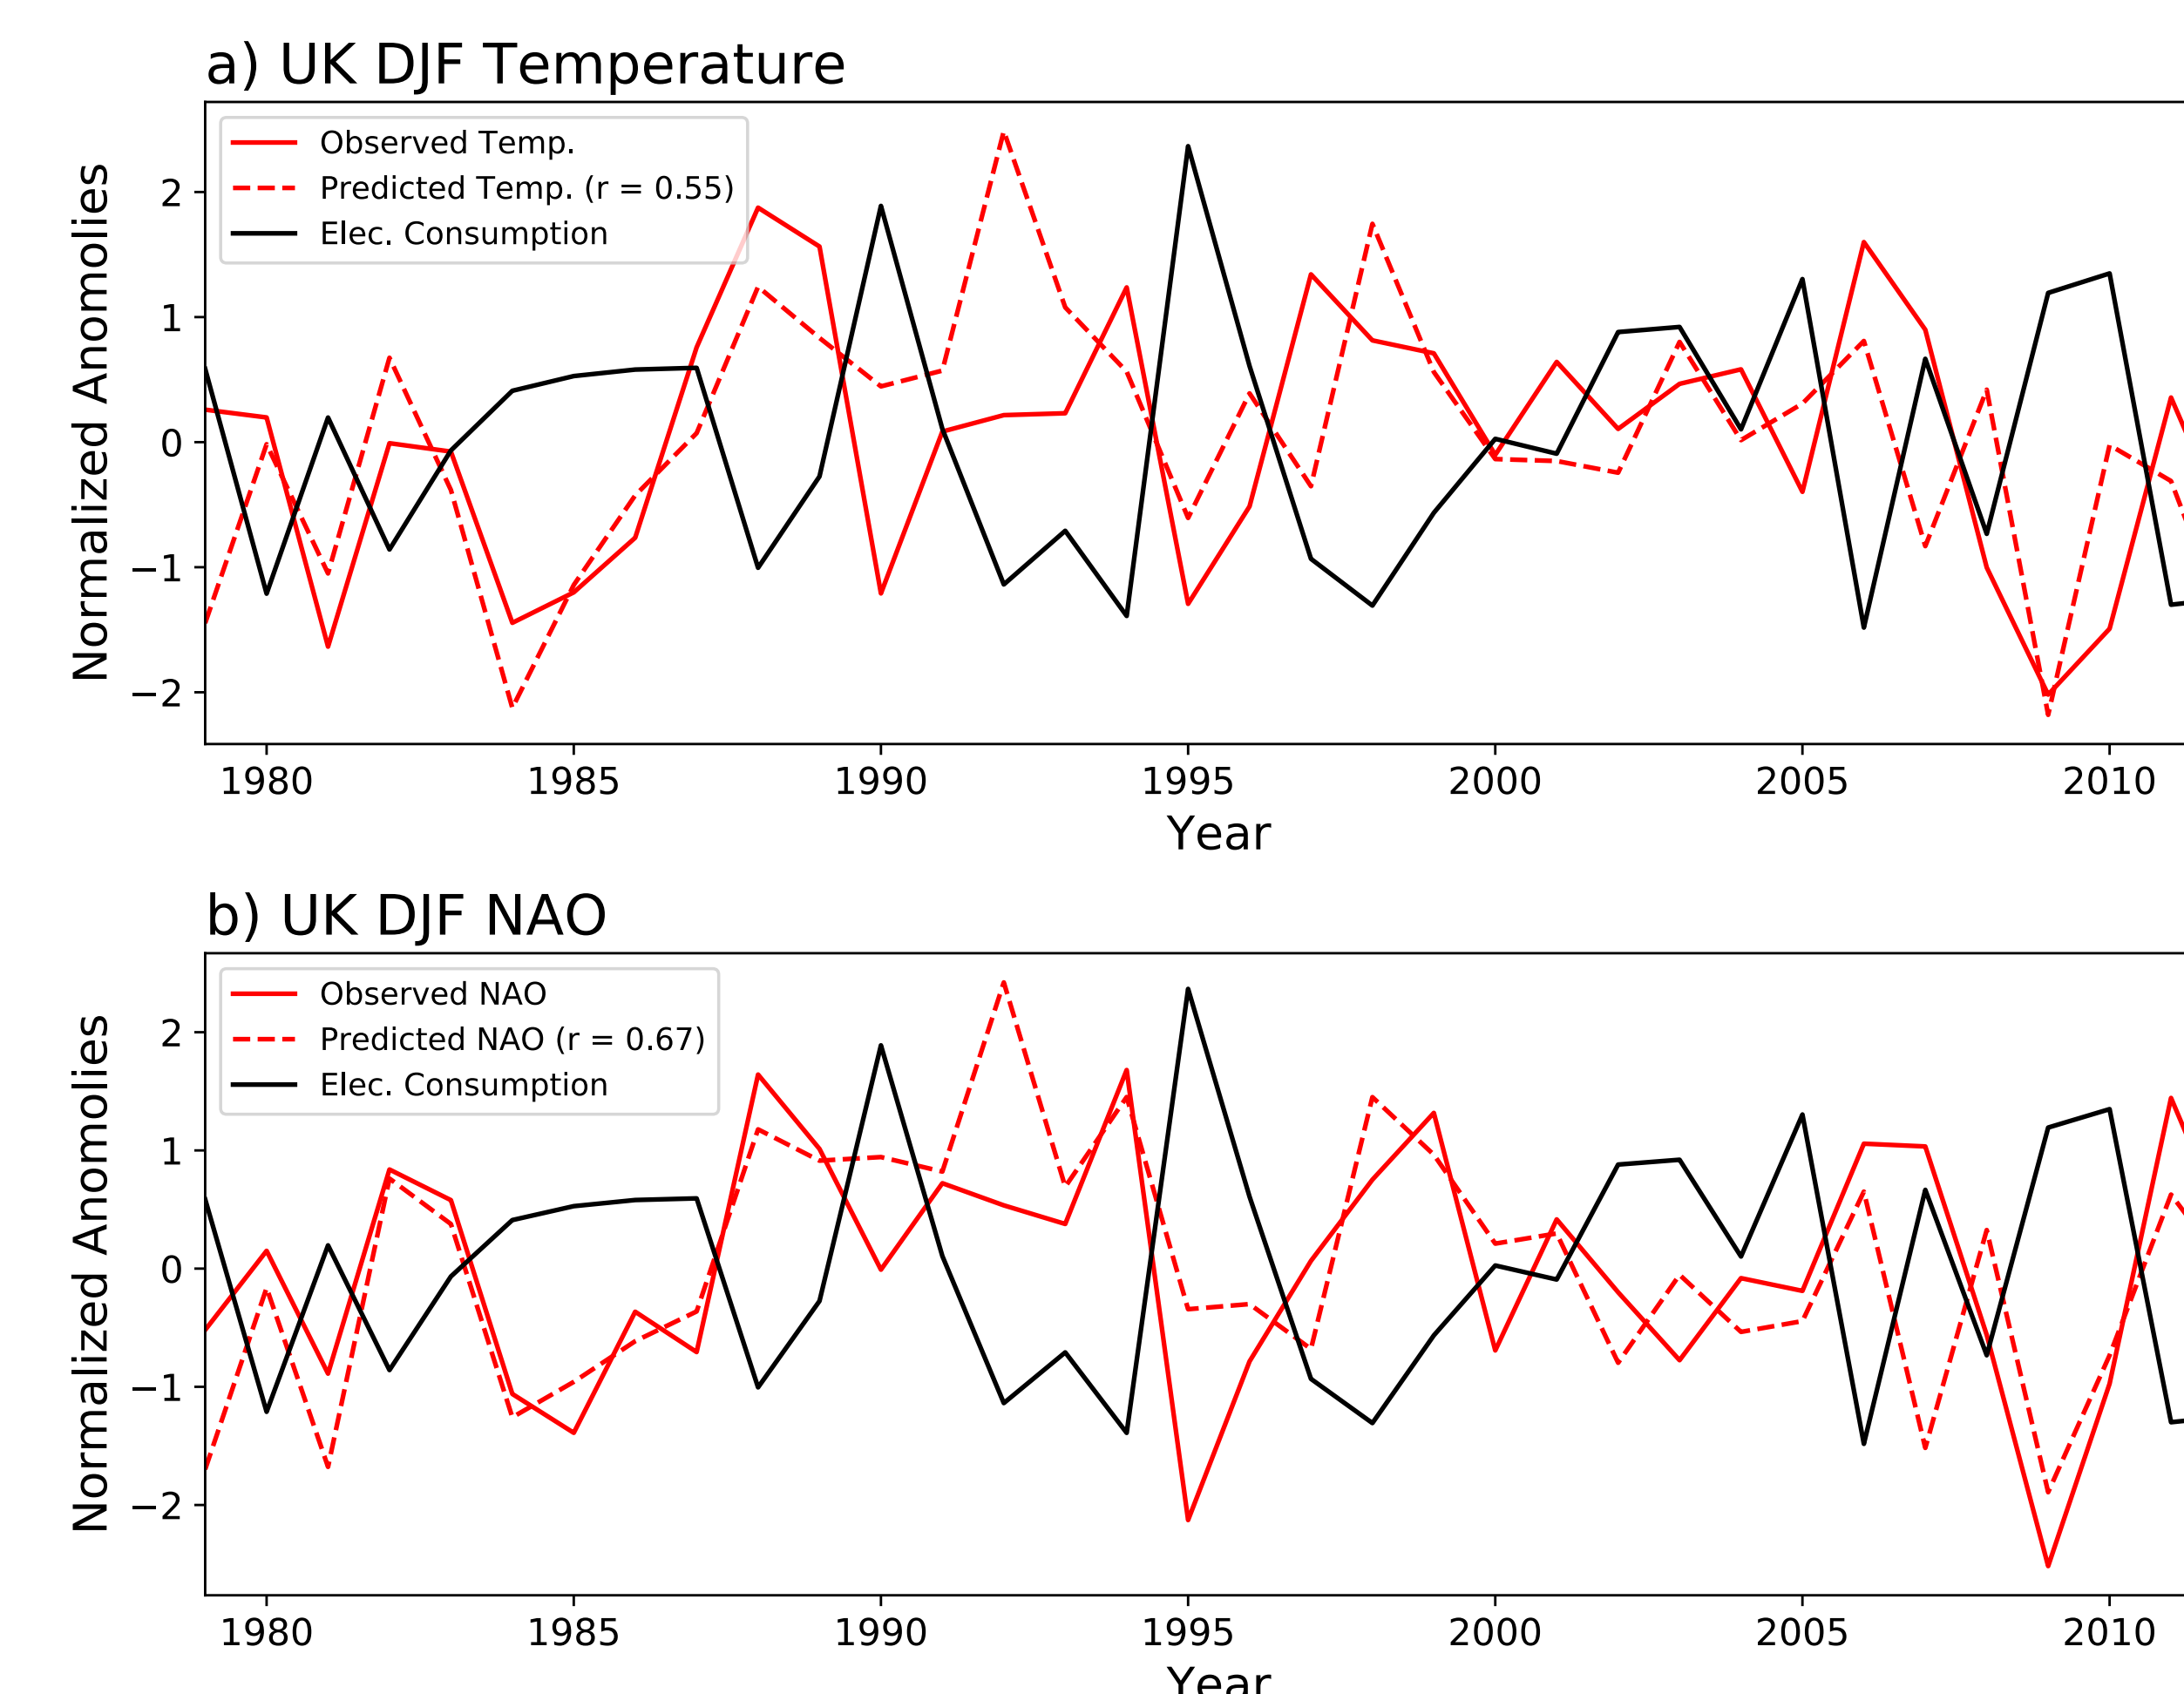 a) UK DJF Temperature
Observed Temp.
Predicted Temp. (r = 0.55)
Elec. Consumption
Normalized Anomolies
2
1
0
−1
−2
1980 1985 1990 1995 2000 2005 2010
Year
b) UK DJF NAO
Observed NAO
Predicted NAO (r = 0.67)
Elec. Consumption
Normalized Anomolies
2
1
0
−1
−2
1980 1985 1990 1995 2000 2005 2010
Year